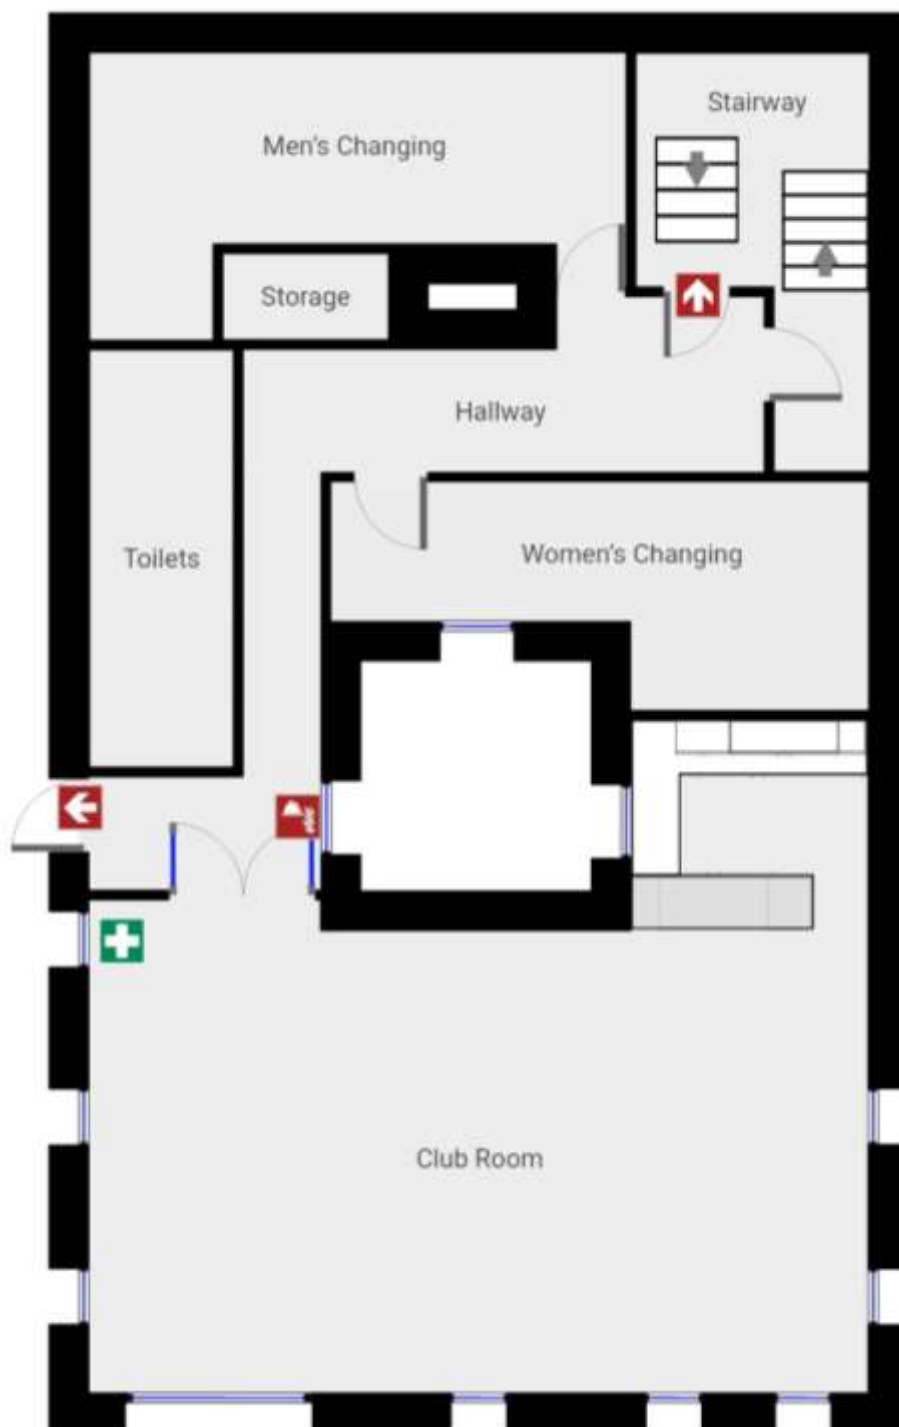 Stairway
Men's Changing
Storage
Hallway
Toilets
Women's Changing
Club Room